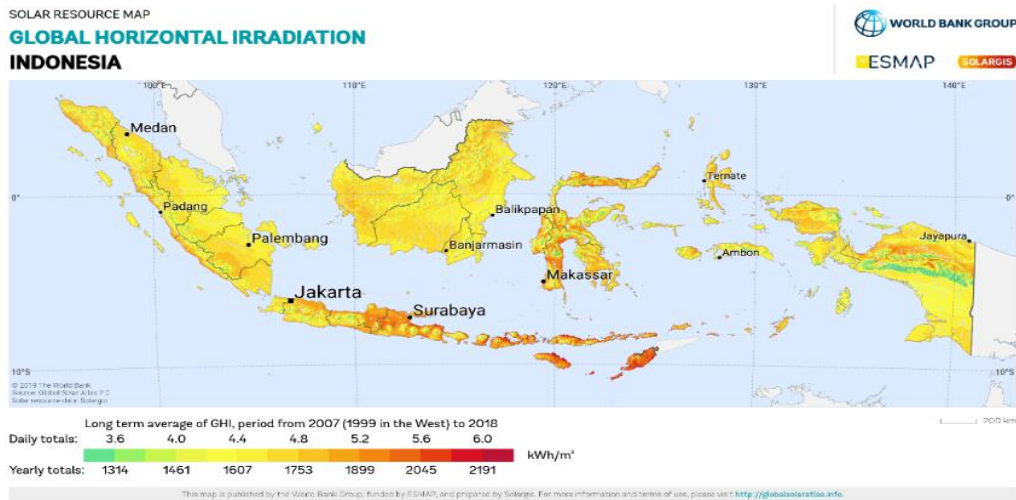 SOLAR RESOURCE MAP
GLOBAL HORIZONTAL IRRADIATION
INDONESIA
WORLD BANK GROUP
ESMAP SOLARGIS
100°E 110°E 120°E 130°E 140°E
Medan
Ternate
0° 0°
Padang
Balikpapan
Palembang
Banjarmasin
Ambon
Jayapura
Makassar
Jakarta
Surabaya
10°S 10°S
© 2019 The World Bank
Source: Global Solar Atlas 2.0
Solar resource data: Solargis
200 km
Long term average of GHI, period from 2007 (1999 in the West) to 2018
Daily totals: 3.6 4.0 4.4 4.8 5.2 5.6 6.0
kWh/m²
Yearly totals: 1314 1461 1607 1753 1899 2045 2191
This map is published by the World Bank Group, funded by ESMAP, and prepared by Solargis. For more information and terms of use, please visit http://globalsolaratlas.info.